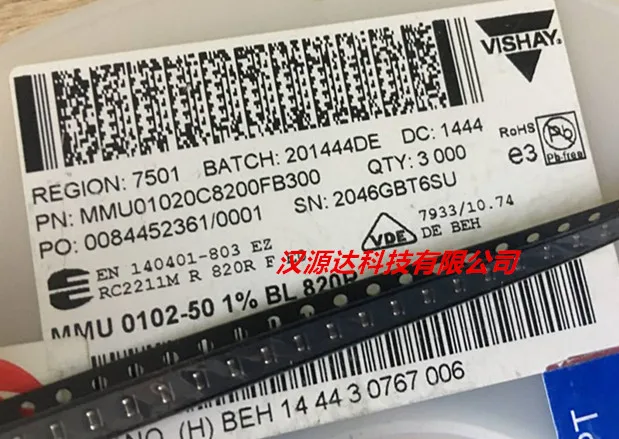 VISHAY
REGION: 7501 BATCH: 201444DE DC: 1444
PN: MMU01020C8200FB300 QTY: 3 000
PO: 0084452361/0001 SN: 2046GBT6SU
RoHS
e3 Pb-free
EN 140401-803 EZ
RC2211M R 820R F
VDE
7933/10.74
DE BEH
汉源达科技有限公司
MMU 0102-50 1% BL 820R
NO. (H) BEH 14 44 3 0767 006